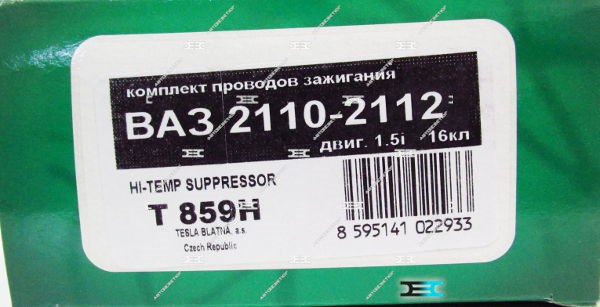 комплект проводов зажигания
ВАЗ 2110-2112
двиг. 1.5i 16кл
HI-TEMP SUPPRESSOR
T 859H
TESLA BLATNÁ, a.s.
Czech Republic
8 595141 022933